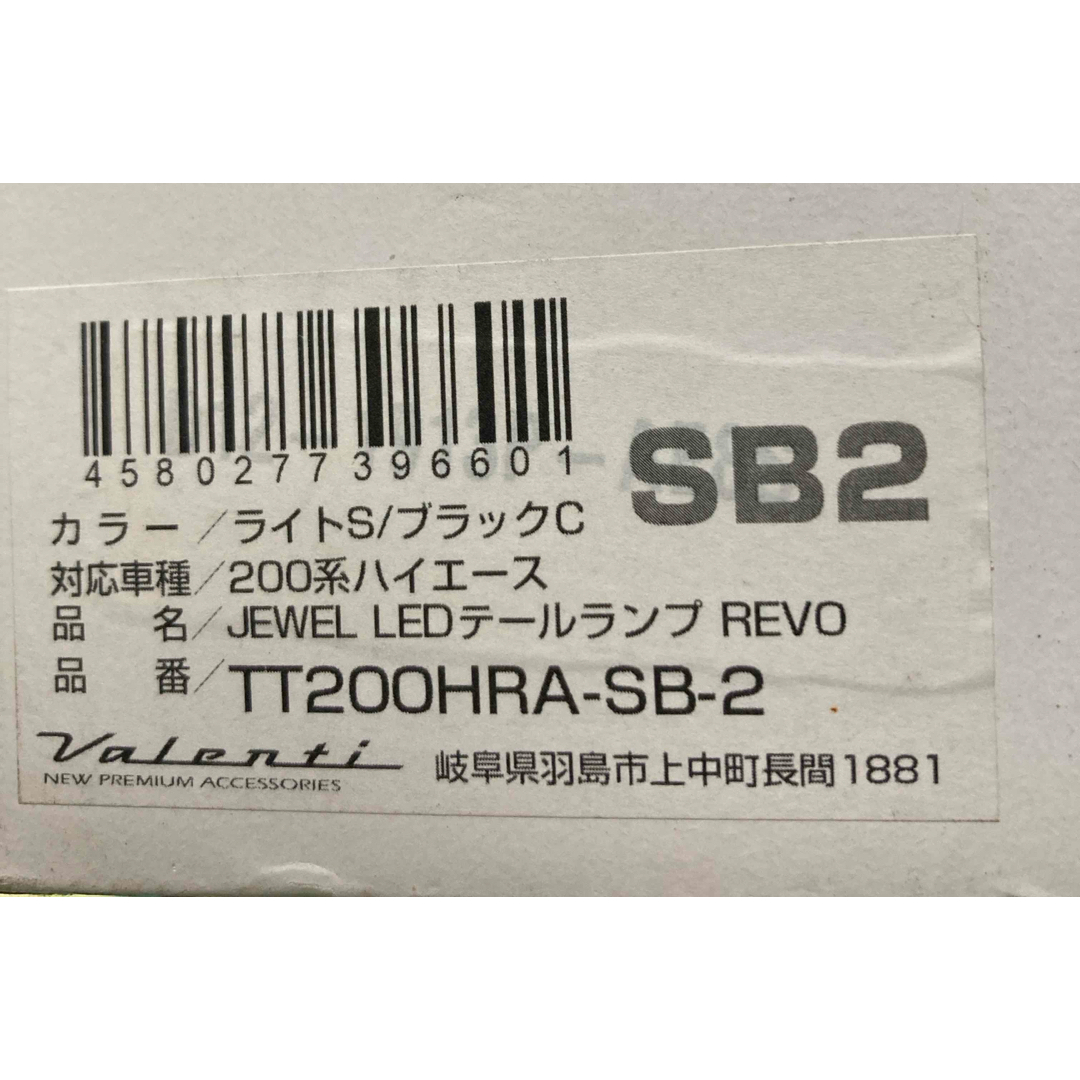 4580277396601
SB2
カラー/ライトS/ブラックC
対応車種/200系ハイエース
品名/JEWEL LEDテールランプ REVO
品番/TT200HRA-SB-2
Valenti
NEW PREMIUM ACCESSORIES
岐阜県羽島市上中町長間1881